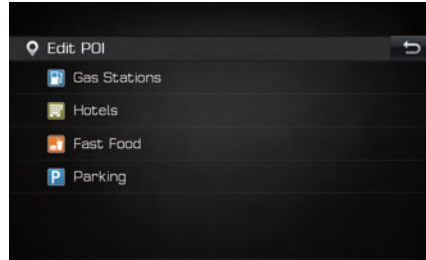 Edit POI
Gas Stations
Hotels
Fast Food
P Parking